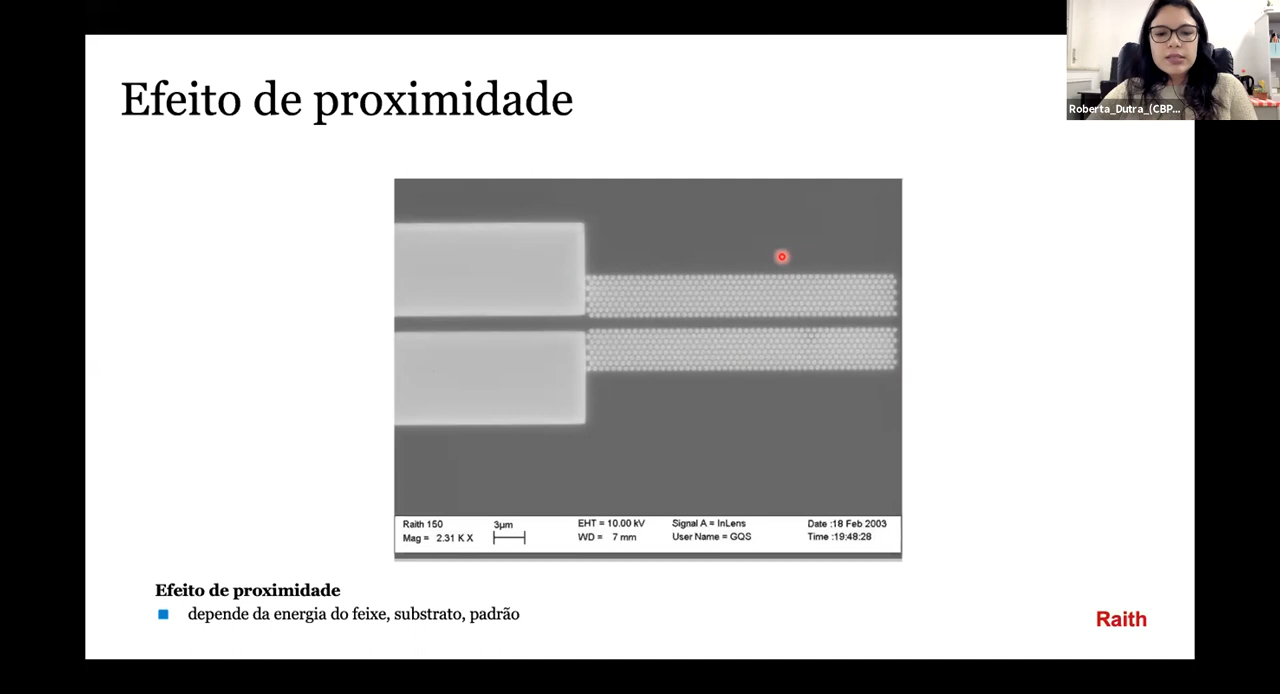 Efeito de proximidade
Roberta_Dutra_(CBP...
Raith 150
3µm
EHT = 10.00 kV
Signal A = InLens
Date :18 Feb 2003
Mag = 2.31 K X
WD = 7 mm
User Name = GQS
Time :19:48:28
Efeito de proximidade
depende da energia do feixe, substrato, padrão
Raith